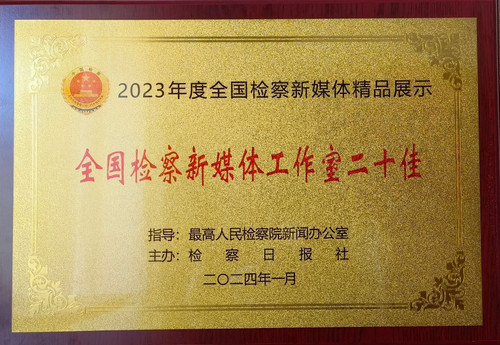 2023年度全国检察新媒体精品展示
全国检察新媒体工作室二十佳
指导：最高人民检察院新闻办公室
主办：检察日报社
二〇二四年一月